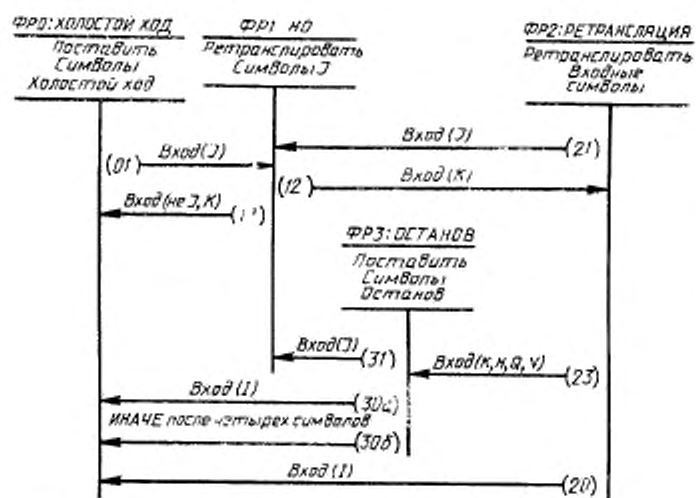 ФР0: ХОЛОСТОЙ ХОД
Поставить
Символы
Холостой ход
ФР1 НО
Ретранслировать
Символы J
ФР2: РЕТРАНСЛЯЦИЯ
Ретранслировать
Входные
символы
Вход (J)
(21)
(01)
Вход(J)
(12)
Вход (K)
Вход(не J, K)
ФР3: ОСТАНОВ
Поставить
Символы
Останов
Вход(J)
(31)
Вход(K, H, Q, V)
(23)
Вход (I)
(30а)
ИНАЧЕ после четырех символов
(30б)
Вход (I)
(20)